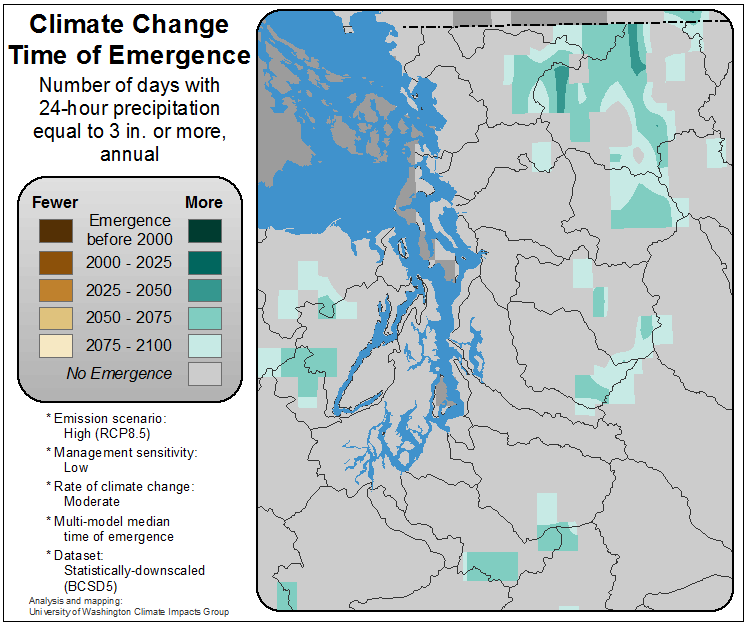 Climate Change
Time of Emergence
Number of days with
24-hour precipitation
equal to 3 in. or more,
annual
Fewer More
Emergence
before 2000
2000 - 2025
2025 - 2050
2050 - 2075
2075 - 2100
No Emergence
* Emission scenario:
High (RCP8.5)
* Management sensitivity:
Low
* Rate of climate change:
Moderate
* Multi-model median
time of emergence
* Dataset:
Statistically-downscaled
(BCSD5)
Analysis and mapping:
University of Washington Climate Impacts Group